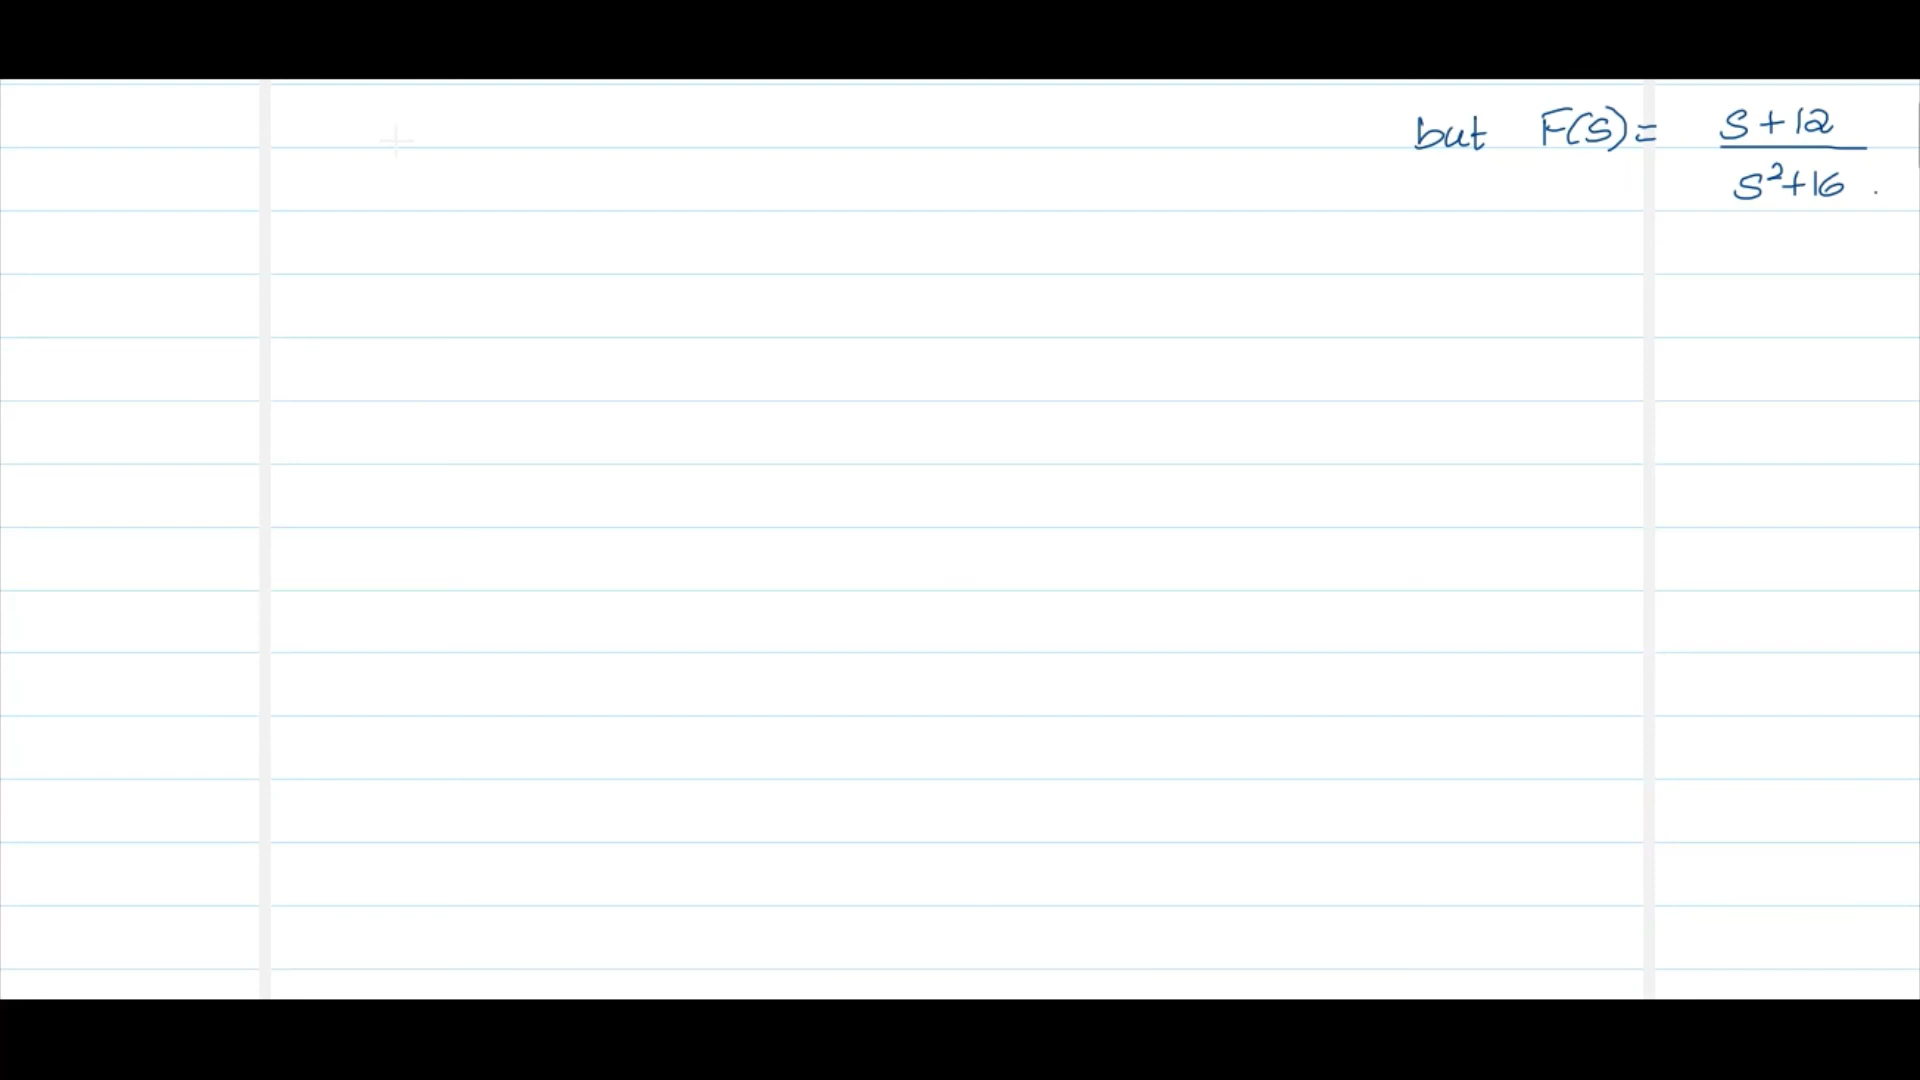 but F(S) = S+12
S²+16 .